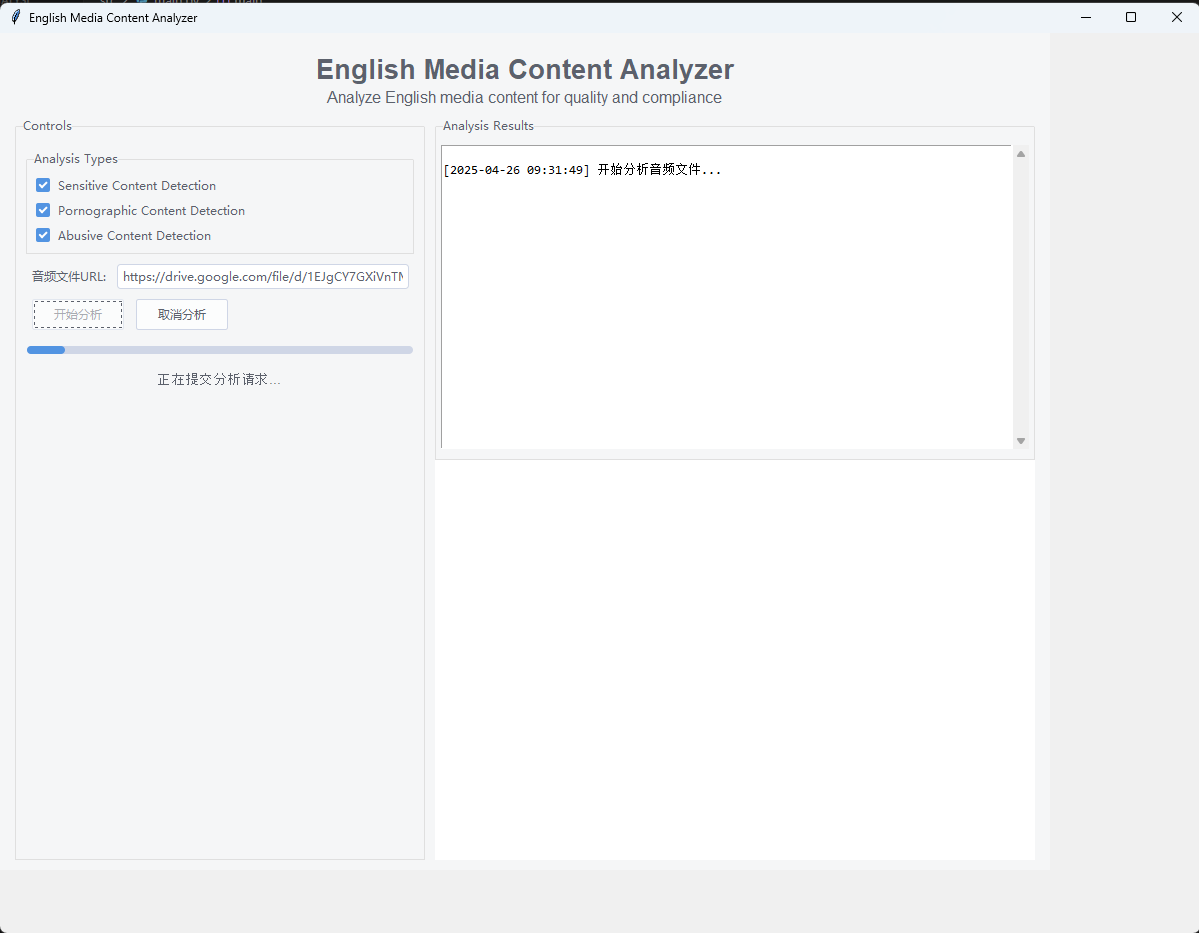 English Media Content Analyzer
English Media Content Analyzer
Analyze English media content for quality and compliance
Controls
Analysis Types
Sensitive Content Detection
Pornographic Content Detection
Abusive Content Detection
音频文件URL:
https://drive.google.com/file/d/1EJgCY7GXiVnTM
开始分析
取消分析
正在提交分析请求...
Analysis Results
[2025-04-26 09:31:49] 开始分析音频文件...